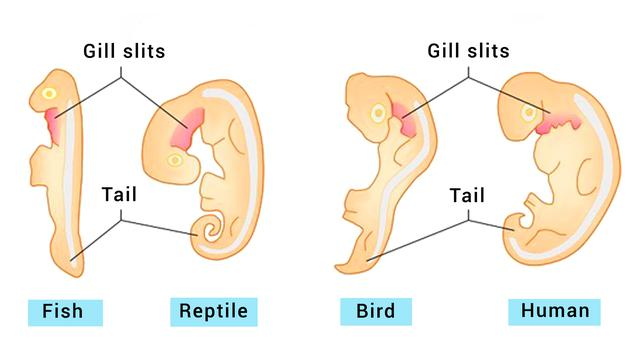 Gill slits
Gill slits
Tail
Tail
Fish
Reptile
Bird
Human